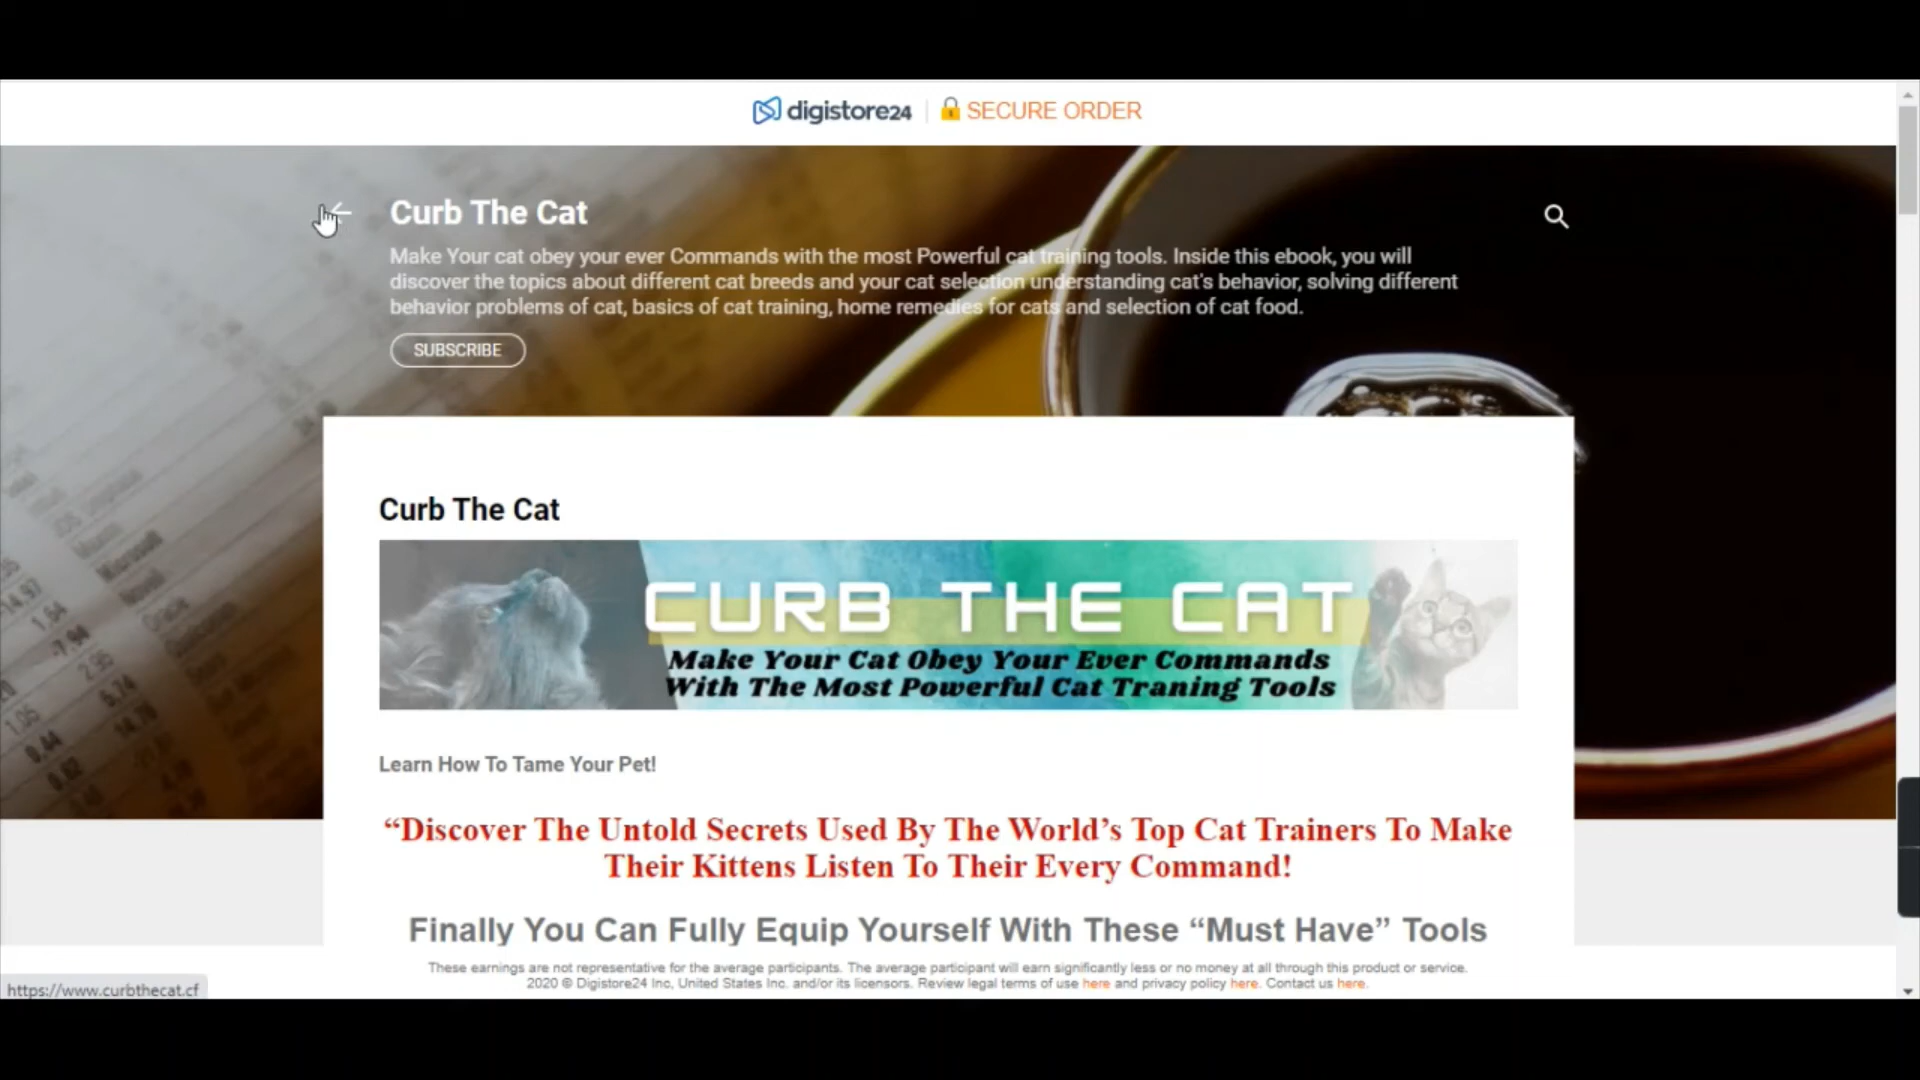 digistore24 | SECURE ORDER
Curb The Cat
Make Your cat obey your ever Commands with the most Powerful cat training tools. Inside this ebook, you will
discover the topics about different cat breeds and your cat selection understanding cat's behavior, solving different
behavior problems of cat, basics of cat training, home remedies for cats and selection of cat food.
SUBSCRIBE
Curb The Cat
CURB THE CAT
Make Your Cat Obey Your Ever Commands
With The Most Powerful Cat Traning Tools
Learn How To Tame Your Pet!
“Discover The Untold Secrets Used By The World’s Top Cat Trainers To Make
Their Kittens Listen To Their Every Command!
Finally You Can Fully Equip Yourself With These “Must Have” Tools
These earnings are not representative for the average participants. The average participant will earn significantly less or no money at all through this product or service.
2020 © Digistore24 Inc, United States Inc. and/or its licensors. Review legal terms of use here and privacy policy here. Contact us here.
https://www.curbthecat.cf